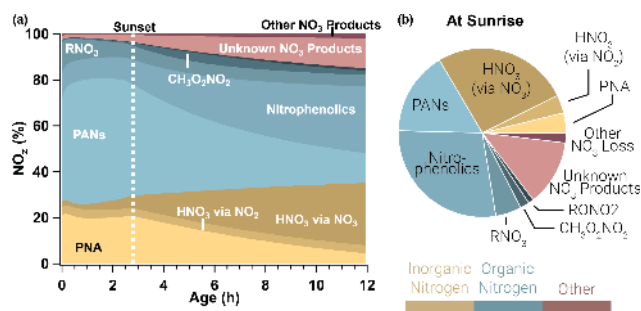 (a)
Sunset
Other NO₃ Products
100
80
60
40
20
0
NO_z (%)
RNO₃
Unknown NO₃ Products
CH₃O₂NO₂
Nitrophenolics
PANs
HNO₃ via NO₂
HNO₃ via NO₃
PNA
0 2 4 6 8 10 12
Age (h)
(b)
At Sunrise
HNO₃
(via NO₂)
HNO₃
(via NO₃)
PNA
PANs
Other
NO₃ Loss
Nitro-
phenolics
Unknown
NO₃ Products
RONO2
CH₃O₂NO₂
RNO₃
Inorganic
Nitrogen
Organic
Nitrogen
Other